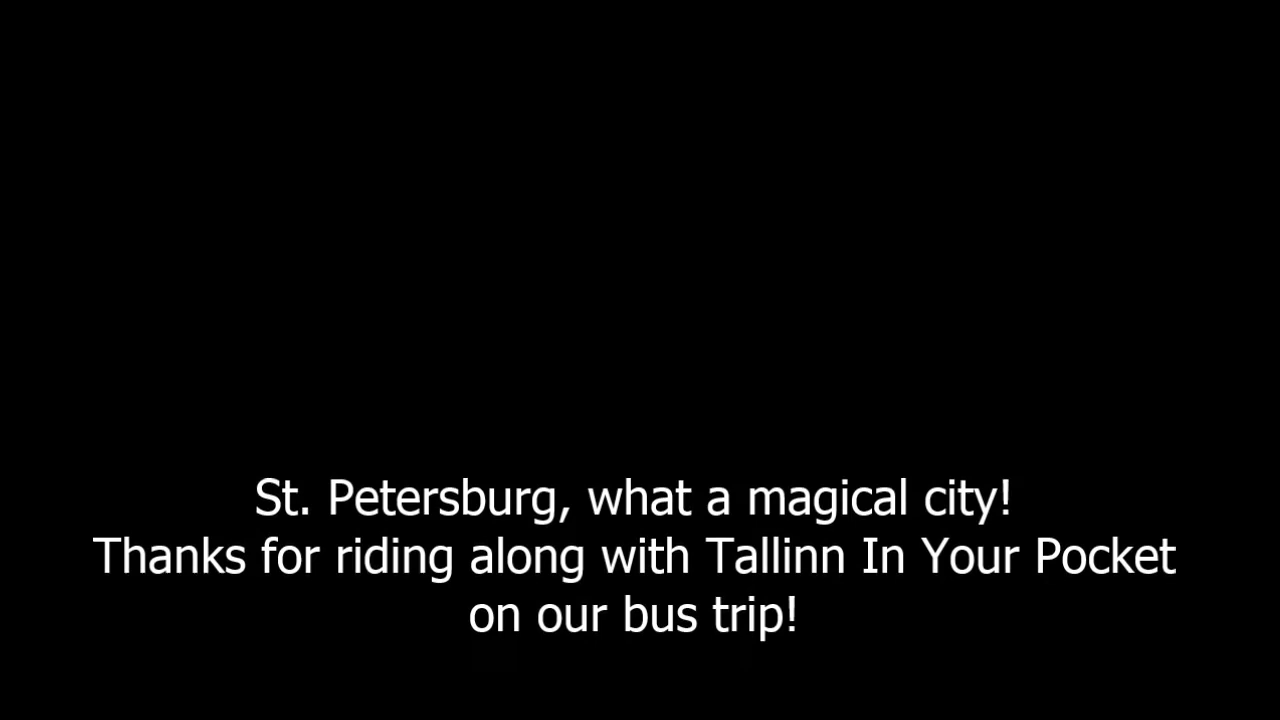 St. Petersburg, what a magical city!
Thanks for riding along with Tallinn In Your Pocket
on our bus trip!